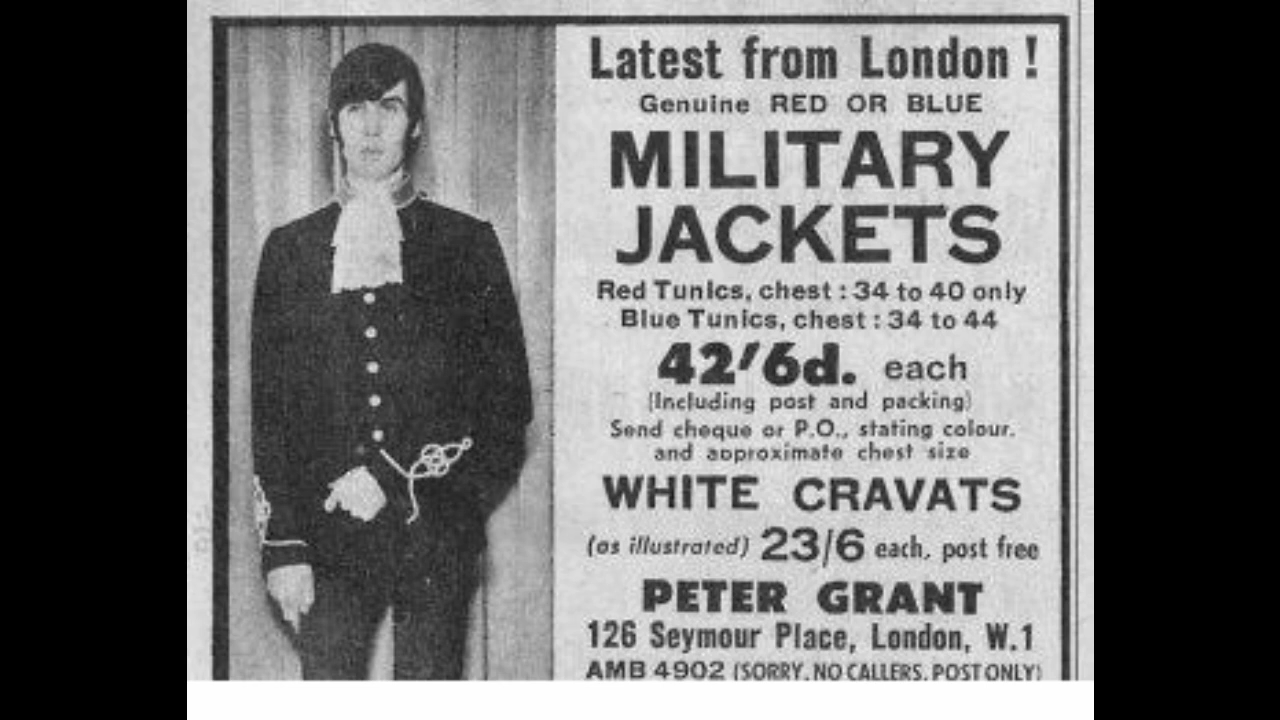 Latest from London !
Genuine RED OR BLUE
MILITARY
JACKETS
Red Tunics, chest : 34 to 40 only
Blue Tunics, chest : 34 to 44
42'6d. each
(Including post and packing)
Send cheque or P.O., stating colour.
and approximate chest size
WHITE CRAVATS
(as illustrated) 23/6 each, post free
PETER GRANT
126 Seymour Place, London, W.1
AMB 4902 (SORRY, NO CALLERS, POST ONLY)